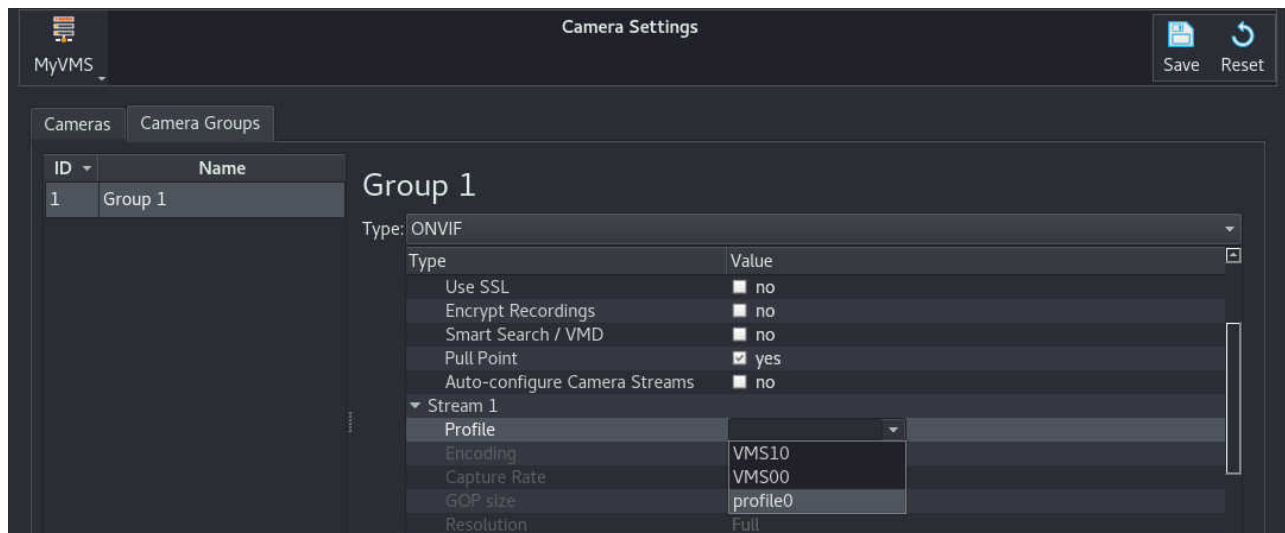 Camera Settings
MyVMS
Save Reset
Cameras Camera Groups
ID Name
1 Group 1
Group 1
Type: ONVIF
Type Value
Use SSL no
Encrypt Recordings no
Smart Search / VMD no
Pull Point yes
Auto-configure Camera Streams no
Stream 1
Profile
Encoding VMS10
Capture Rate VMS00
GOP size profile0
Resolution Full